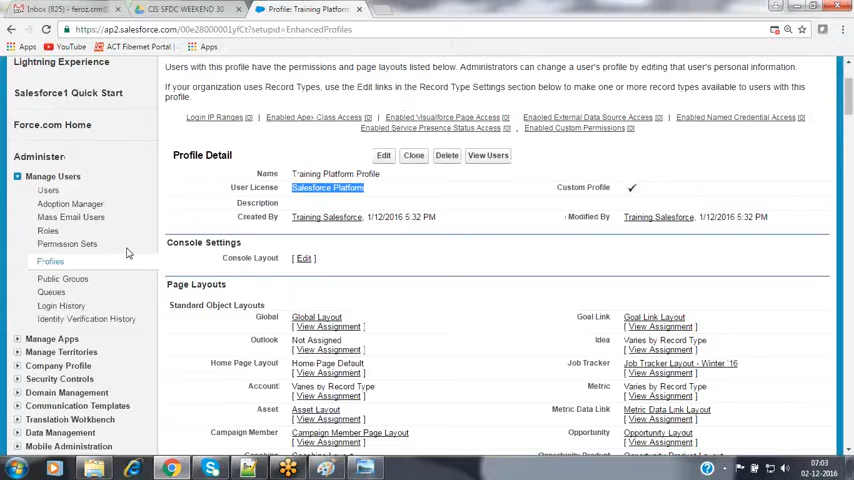 Inbox (825) - feroz.crm@
CIS SFDC WEEKEND 30
Profile: Training Platform
https://ap2.salesforce.com/00e28000001yfCt?setupid=EnhancedProfiles
Apps
YouTube
ACT Fibernet Portal
Apps
Lightning Experience
Salesforce1 Quick Start
Force.com Home
Administer
Manage Users
Users
Adoption Manager
Mass Email Users
Roles
Permission Sets
Profiles
Public Groups
Queues
Login History
Identity Verification History
Manage Apps
Manage Territories
Company Profile
Security Controls
Domain Management
Communication Templates
Translation Workbench
Data Management
Mobile Administration
Users with this profile have the permissions and page layouts listed below. Administrators can change a user's profile by editing that user's personal information.
If your organization uses Record Types, use the Edit links in the Record Type Settings section below to make one or more record types available to users with this
profile.
Login IP Ranges [0] | Enabled Apex Class Access [0] | Enabled Visualforce Page Access [0] | Enabled External Data Source Access [0] | Enabled Named Credential Access [0]
Enabled Service Presence Status Access [0] , Enabled Custom Permissions [0]
Profile Detail
Edit Clone Delete View Users
Name Training Platform Profile
User License Salesforce Platform Custom Profile
Description
Created By Training Salesforce, 1/12/2016 5:32 PM Modified By Training Salesforce, 1/12/2016 5:32 PM
Console Settings
Console Layout [ Edit ]
Page Layouts
Standard Object Layouts
Global Global Layout Goal Link Goal Link Layout
[ View Assignment ] [ View Assignment ]
Outlook Not Assigned Idea Varies by Record Type
[ View Assignment ] [ View Assignment ]
Home Page Layout Home Page Default Job Tracker Job Tracker Layout - Winter '16
[ View Assignment ] [ View Assignment ]
Account Varies by Record Type Metric Varies by Record Type
[ View Assignment ] [ View Assignment ]
Asset Asset Layout Metric Data Link Metric Data Link Layout
[ View Assignment ] [ View Assignment ]
Campaign Member Campaign Member Page Layout Opportunity Opportunity Layout
[ View Assignment ] [ View Assignment ]
07:03
02-12-2016